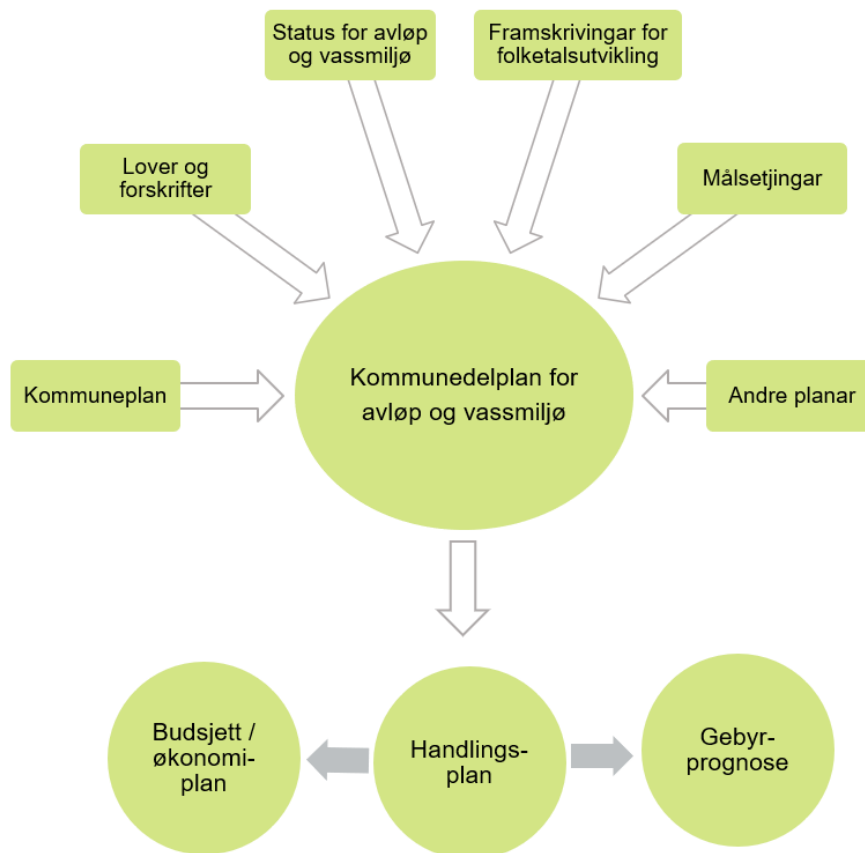 Status for avløp
og vassmiljø
Framskrivingar for
folketalsutvikling
Lover og
forskrifter
Målsetjingar
Kommuneplan
Kommunedelplan for
avløp og vassmiljø
Andre planar
Budsjett /
økonomi-
plan
Handlings-
plan
Gebyr-
prognose